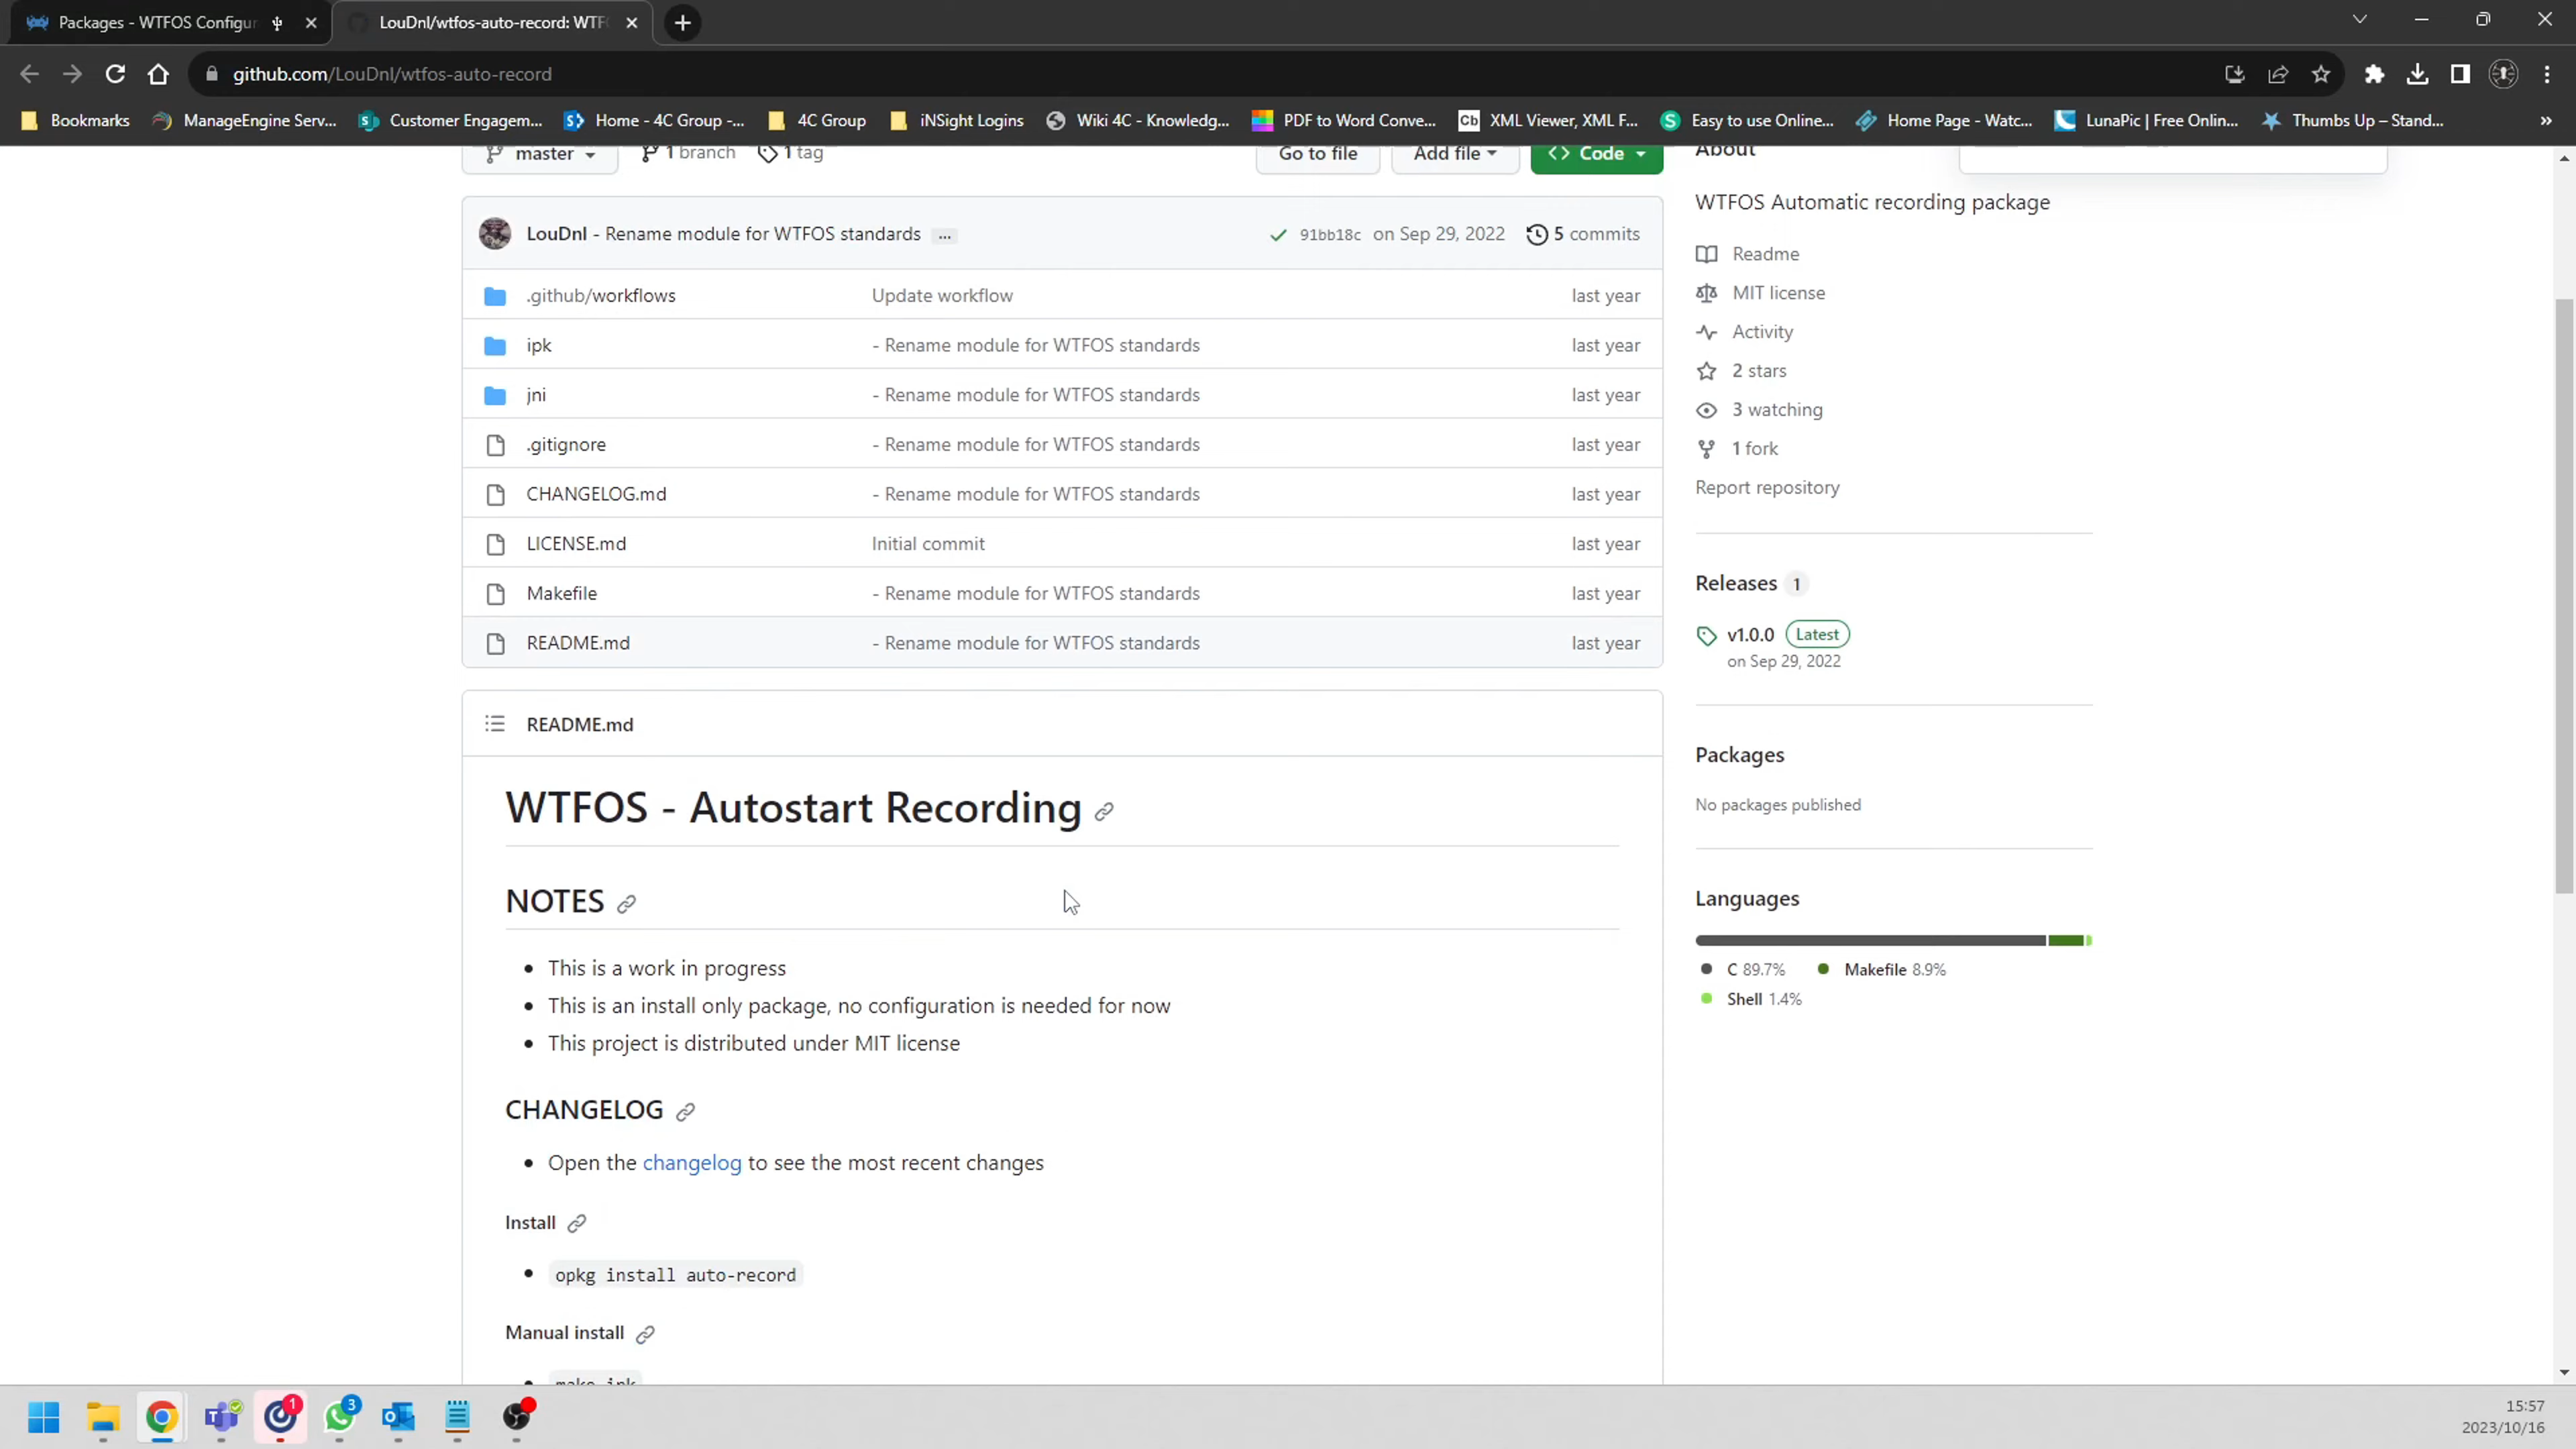 Packages - WTFOS Configur
LouDnl/wtfos-auto-record: WTF
github.com/LouDnl/wtfos-auto-record
Bookmarks
ManageEngine Serv...
Customer Engagem...
Home - 4C Group -...
4C Group
iNSight Logins
Wiki 4C - Knowledg...
PDF to Word Conve...
XML Viewer, XML F...
Easy to use Online...
Home Page - Watc...
LunaPic | Free Onlin...
Thumbs Up – Stand...
»
master
1 branch
1 tag
Go to file
Add file
<> Code
About
LouDnl - Rename module for WTFOS standards ...
91bb18c on Sep 29, 2022
5 commits
.github/workflows Update workflow last year
ipk - Rename module for WTFOS standards last year
jni - Rename module for WTFOS standards last year
.gitignore - Rename module for WTFOS standards last year
CHANGELOG.md - Rename module for WTFOS standards last year
LICENSE.md Initial commit last year
Makefile - Rename module for WTFOS standards last year
README.md - Rename module for WTFOS standards last year
README.md
WTFOS - Autostart Recording
NOTES
• This is a work in progress
• This is an install only package, no configuration is needed for now
• This project is distributed under MIT license
CHANGELOG
• Open the changelog to see the most recent changes
Install
• opkg install auto-record
Manual install
• make ipk
WTFOS Automatic recording package
Readme
MIT license
Activity
2 stars
3 watching
1 fork
Report repository
Releases 1
v1.0.0 Latest
on Sep 29, 2022
Packages
No packages published
Languages
C 89.7%
Makefile 8.9%
Shell 1.4%
1
3
15:57
2023/10/16